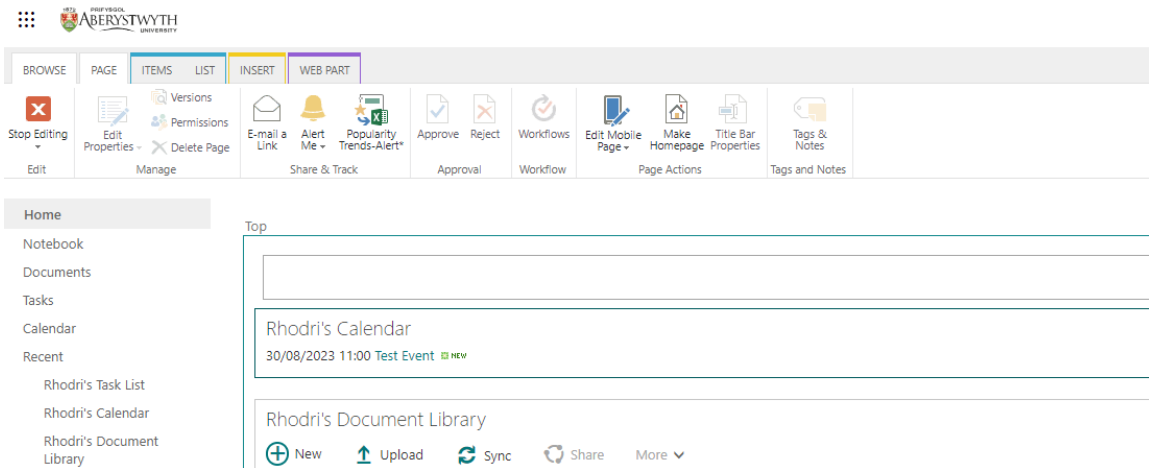 1872
PRIFYSGOL
ABERYSTWYTH
UNIVERSITY
BROWSE PAGE ITEMS LIST INSERT WEB PART
Stop Editing
Edit Properties
Versions
Permissions
Delete Page
E-mail a Link
Alert Me
Popularity Trends-Alert*
Approve Reject
Workflows
Edit Mobile Page
Make Homepage
Title Bar Properties
Tags & Notes
Edit Manage Share & Track Approval Workflow Page Actions Tags and Notes
Home
Notebook
Documents
Tasks
Calendar
Recent
Rhodri's Task List
Rhodri's Calendar
Rhodri's Document
Library
Top
Rhodri's Calendar
30/08/2023 11:00 Test Event NEW
Rhodri's Document Library
New Upload Sync Share More